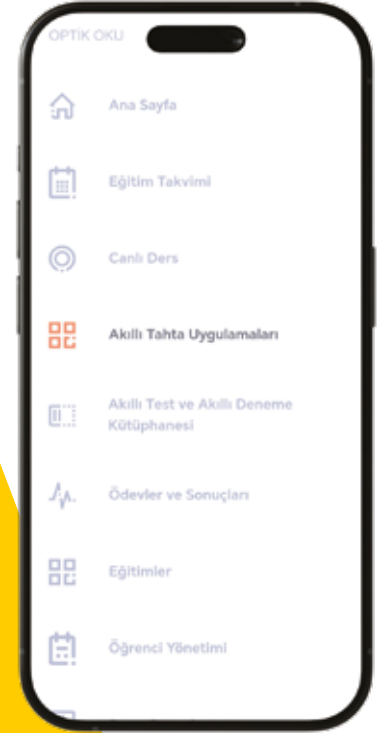 OPTİK OKU
Ana Sayfa
Eğitim Takvimi
Canlı Ders
Akıllı Tahta Uygulamaları
Akıllı Test ve Akıllı Deneme
Kütüphanesi
Ödevler ve Sonuçları
Eğitimler
Öğrenci Yönetimi